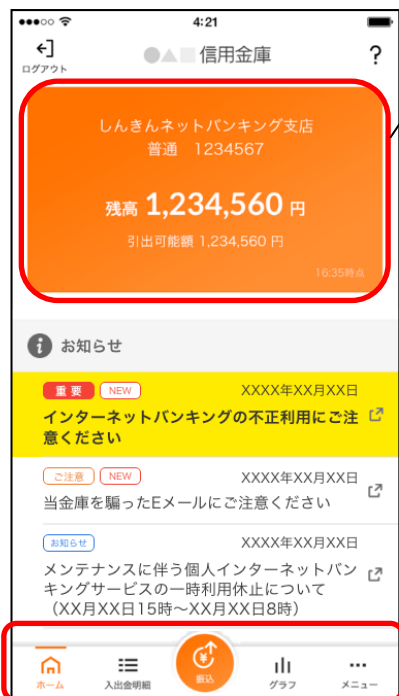 4:21
ログアウト
●▲■信用金庫
?
しんきんネットバンキング支店
普通 1234567
残高 1,234,560 円
引出可能額 1,234,560 円
16:35時点
i お知らせ
重要 NEW XXXX年XX月XX日
インターネットバンキングの不正利用にご注
意ください
ご注意 NEW XXXX年XX月XX日
当金庫を騙ったEメールにご注意ください
お知らせ XXXX年XX月XX日
メンテナンスに伴う個人インターネットバン
キングサービスの一時利用休止について
（XX月XX日15時～XX月XX日8時）
ホーム 入出金明細 ¥ 振込 グラフ メニュー